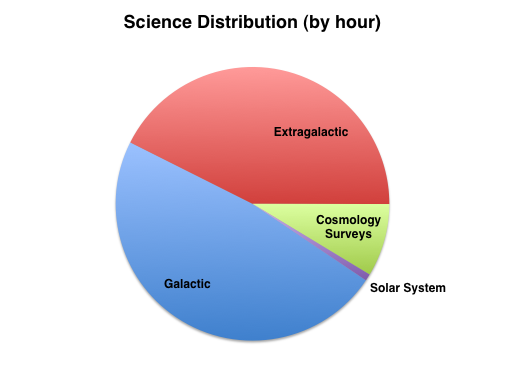 Science Distribution (by hour)
Extragalactic
Cosmology
Surveys
Galactic
Solar System